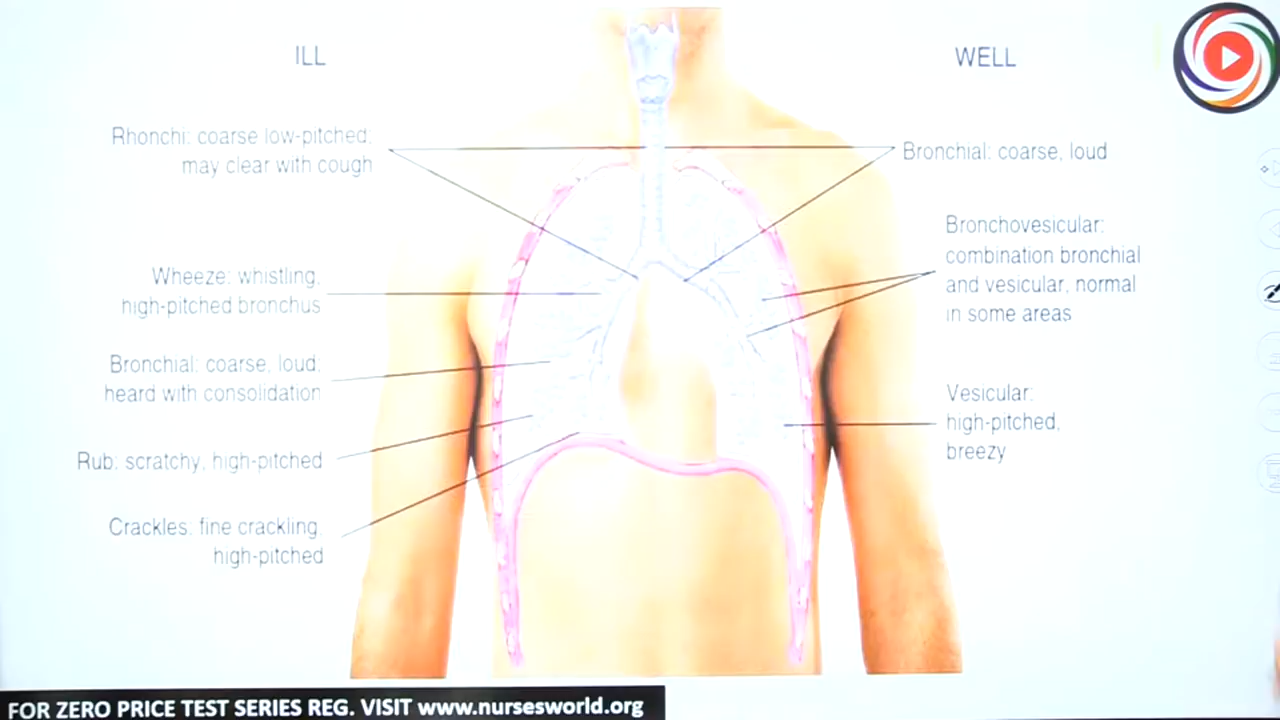 ILL
WELL
Rhonchi: coarse low-pitched;
may clear with cough
Wheeze: whistling,
high-pitched bronchus
Bronchial: coarse, loud;
heard with consolidation
Rub: scratchy, high-pitched
Crackles: fine crackling,
high-pitched
Bronchial: coarse, loud
Bronchovesicular:
combination bronchial
and vesicular, normal
in some areas
Vesicular:
high-pitched,
breezy
FOR ZERO PRICE TEST SERIES REG. VISIT www.nursesworld.org